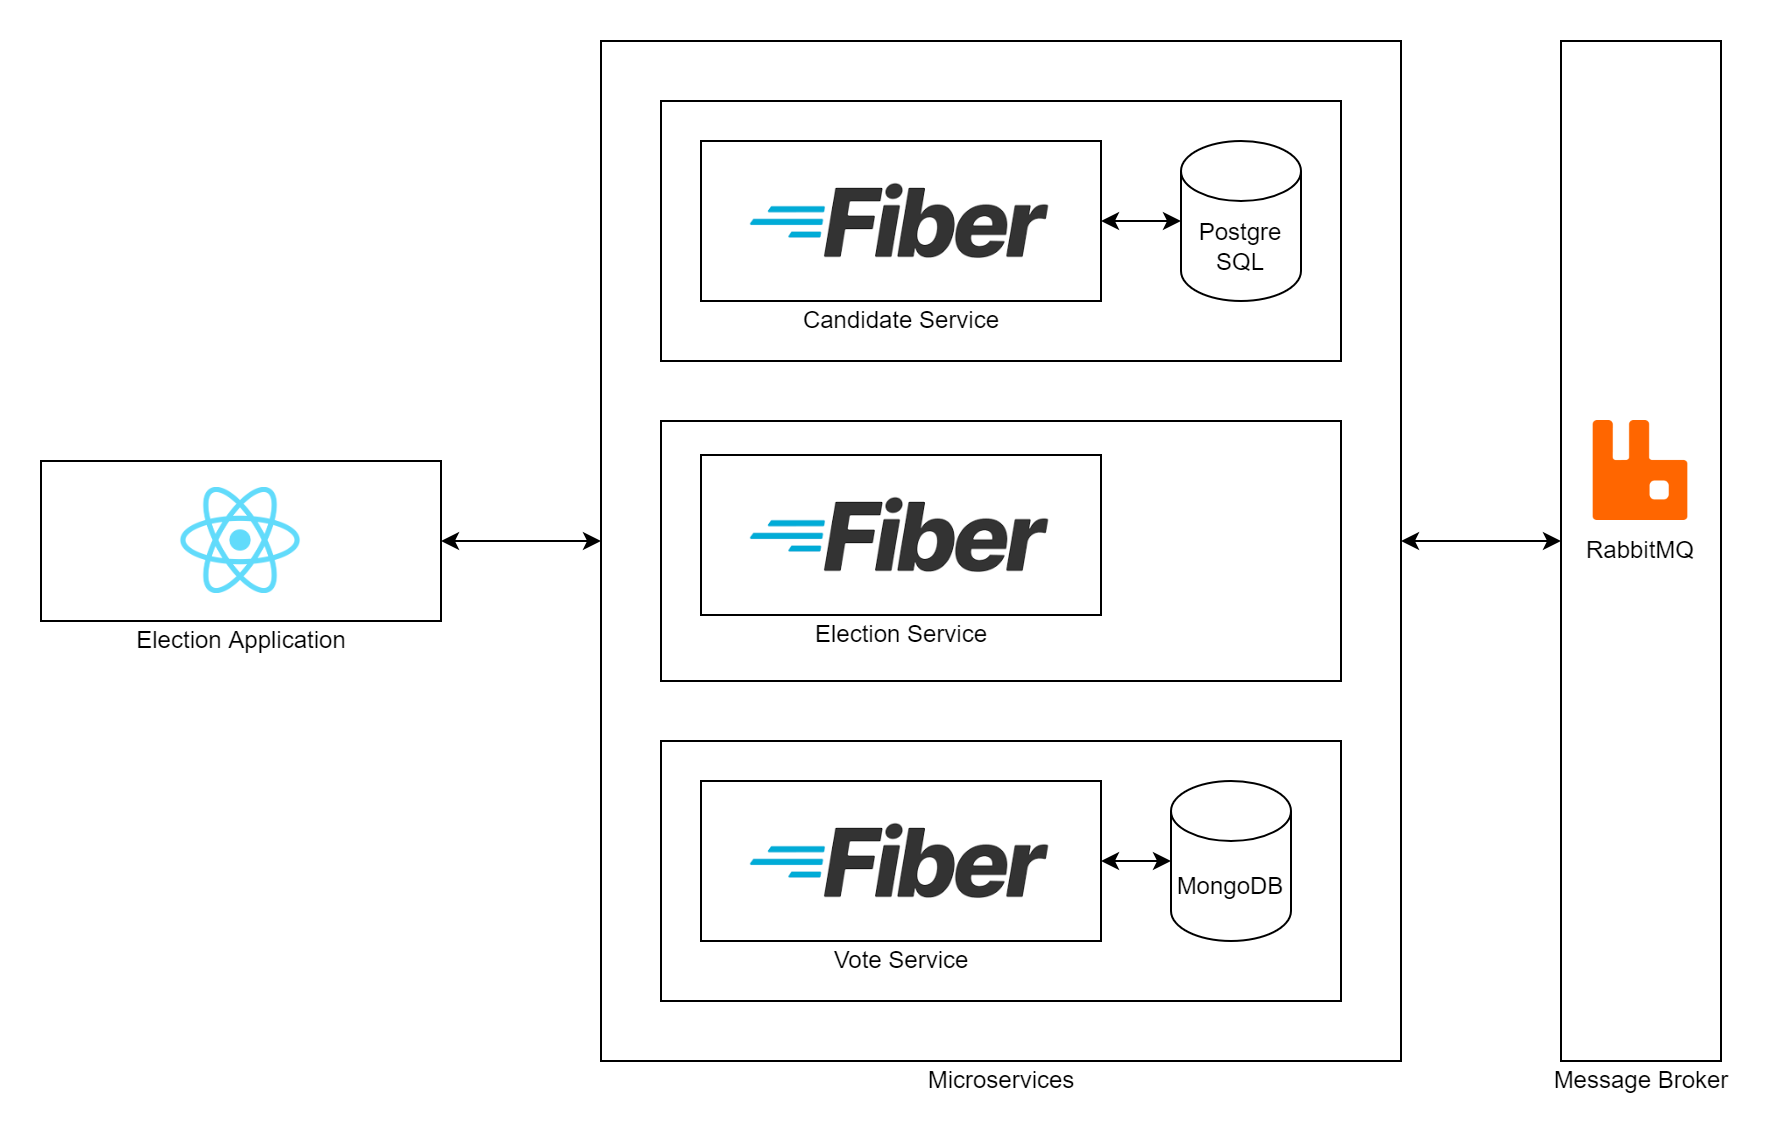 Fiber
Postgre
SQL
Candidate Service
Fiber
Election Service
Election Application
RabbitMQ
Fiber
MongoDB
Vote Service
Microservices
Message Broker